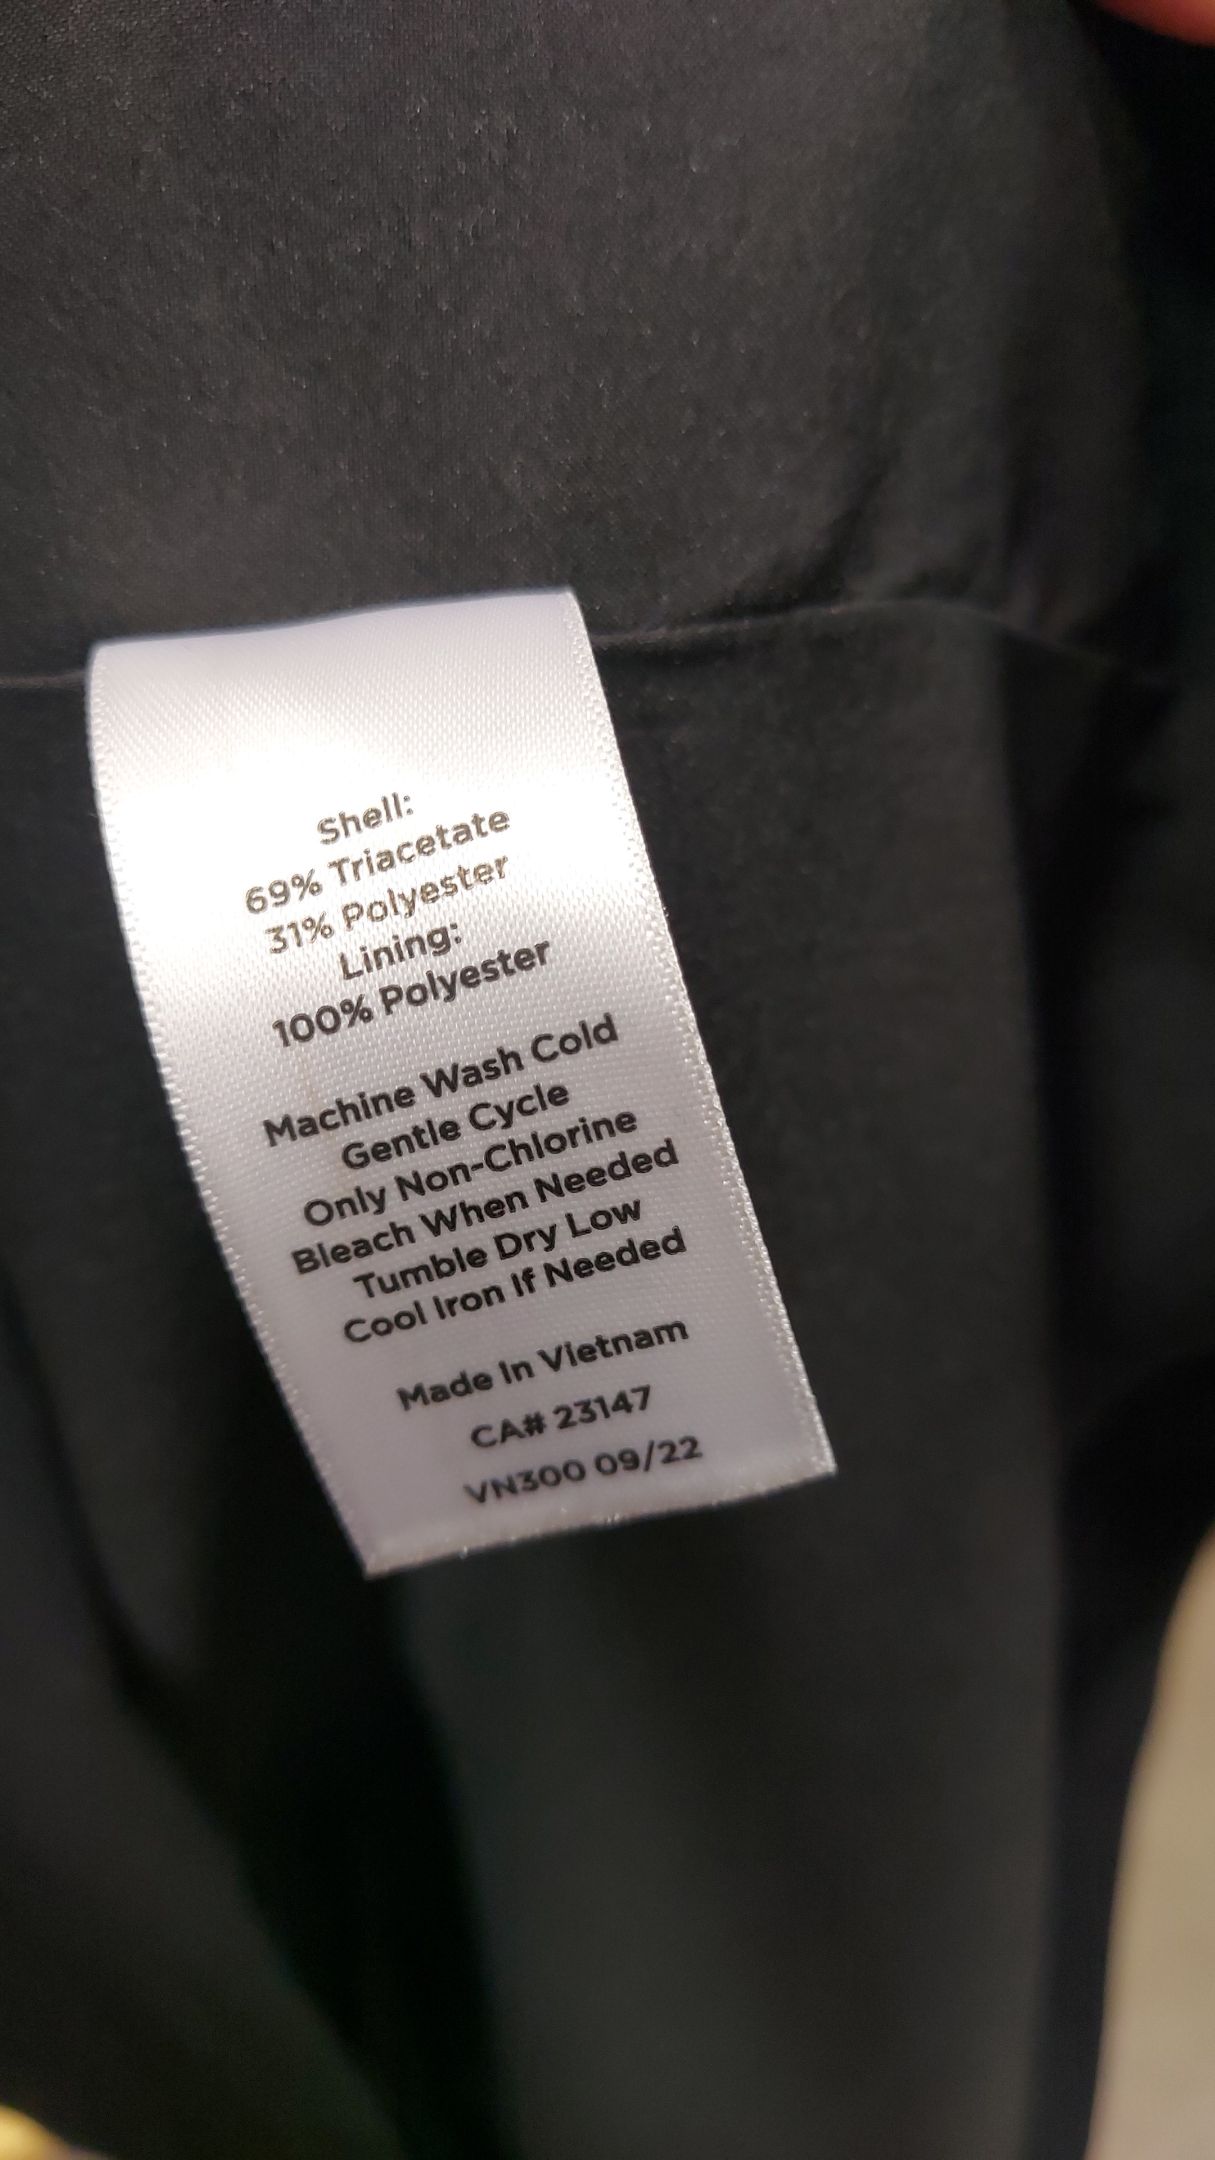 Shell:
69% Triacetate
31% Polyester
Lining:
100% Polyester
Machine Wash Cold
Gentle Cycle
Only Non-Chlorine
Bleach When Needed
Tumble Dry Low
Cool Iron If Needed
Made In Vietnam
CA# 23147
VN300 09/22